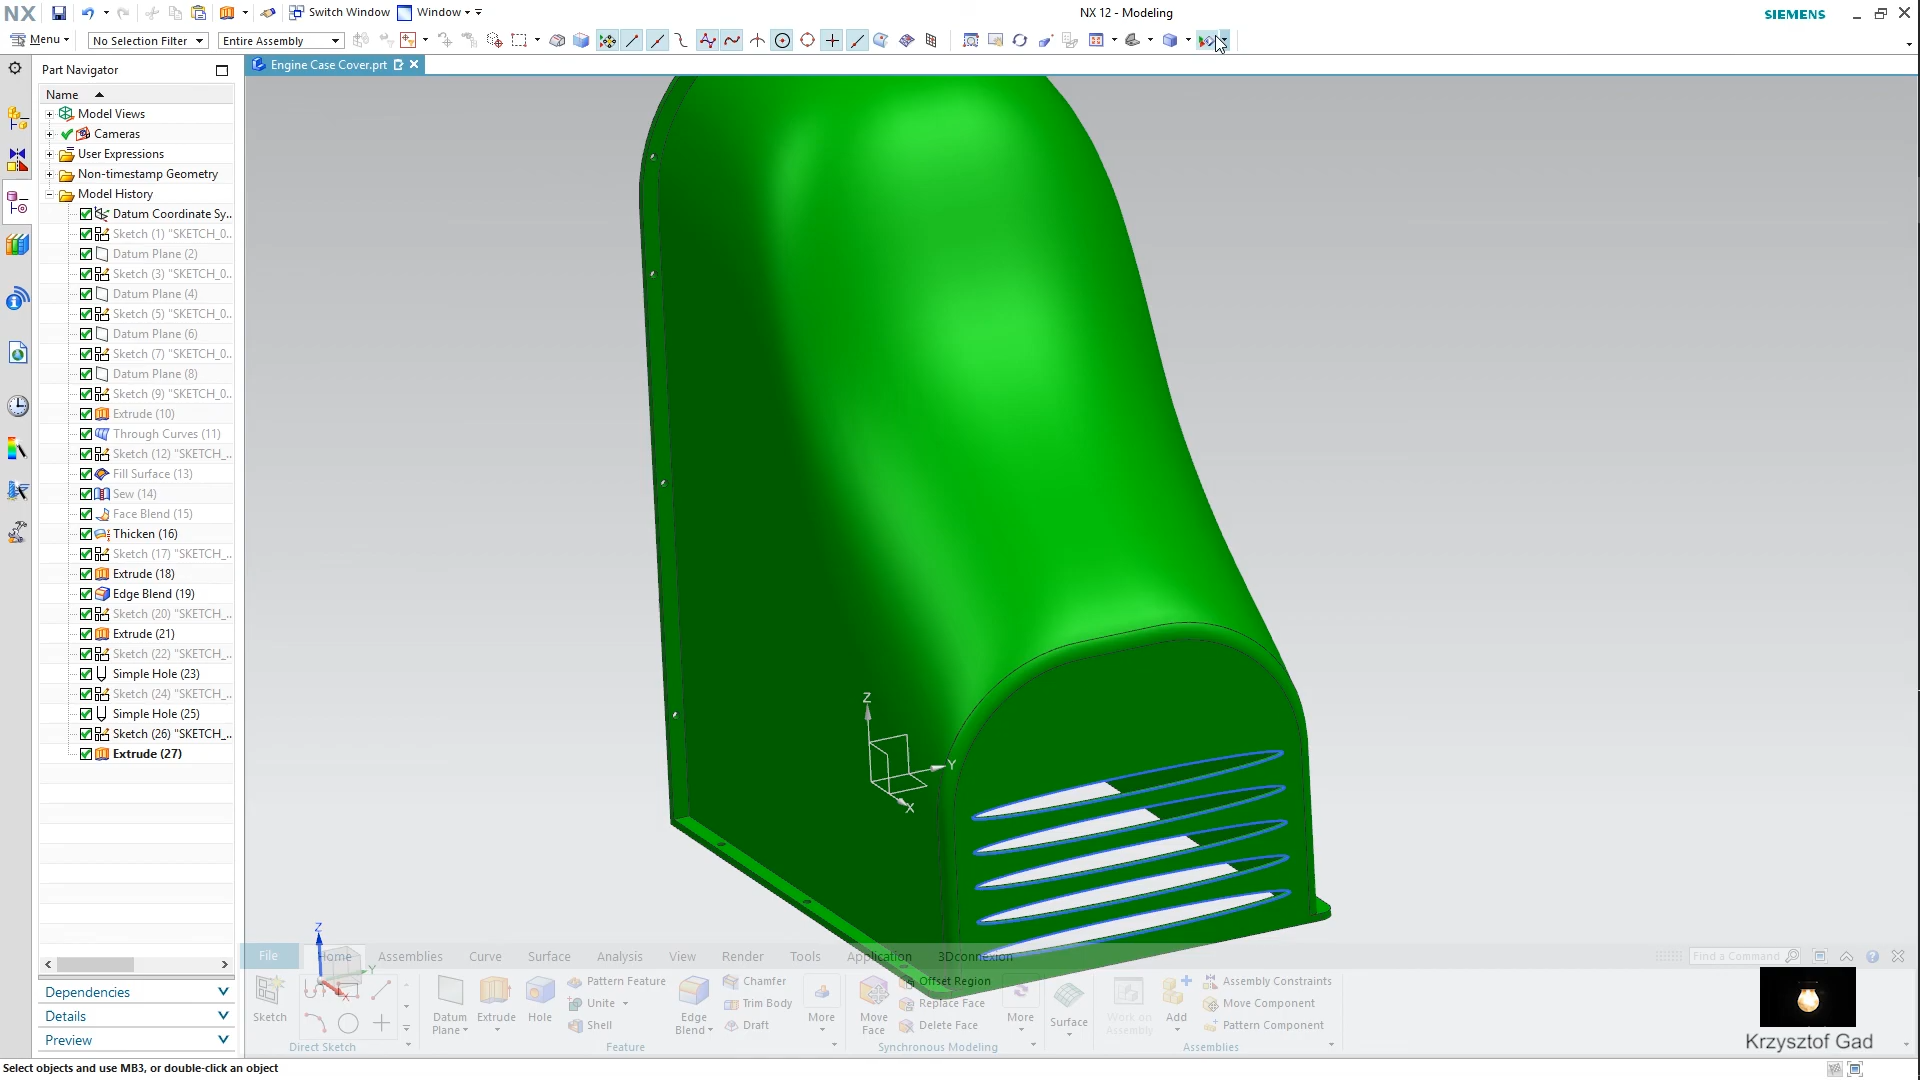 NX
Switch Window
Window
NX 12 - Modeling
SIEMENS
Menu
No Selection Filter
Entire Assembly
Part Navigator
Engine Case Cover.prt
Name
Model Views
Cameras
User Expressions
Non-timestamp Geometry
Model History
Datum Coordinate Sy..
Sketch (1) "SKETCH_0..
Datum Plane (2)
Sketch (3) "SKETCH_0..
Datum Plane (4)
Sketch (5) "SKETCH_0..
Datum Plane (6)
Sketch (7) "SKETCH_0..
Datum Plane (8)
Sketch (9) "SKETCH_0..
Extrude (10)
Through Curves (11)
Sketch (12) "SKETCH_..
Fill Surface (13)
Sew (14)
Face Blend (15)
Thicken (16)
Sketch (17) "SKETCH_..
Extrude (18)
Edge Blend (19)
Sketch (20) "SKETCH_..
Extrude (21)
Sketch (22) "SKETCH_..
Simple Hole (23)
Sketch (24) "SKETCH_..
Simple Hole (25)
Sketch (26) "SKETCH_..
Extrude (27)
Z
Y
X
Z
Y
X
File
Home
Assemblies
Curve
Surface
Analysis
View
Render
Tools
Application
3Dconnexion
Find a Command
Sketch
Direct Sketch
Datum
Plane
Extrude
Hole
Pattern Feature
Unite
Shell
Edge
Blend
Chamfer
Trim Body
Draft
More
Feature
Move
Face
Offset Region
Replace Face
Delete Face
More
Synchronous Modeling
Surface
Work on
Assembly
Add
Assembly Constraints
Move Component
Pattern Component
Assemblies
Dependencies
Details
Preview
Krzysztof Gad
Select objects and use MB3, or double-click an object